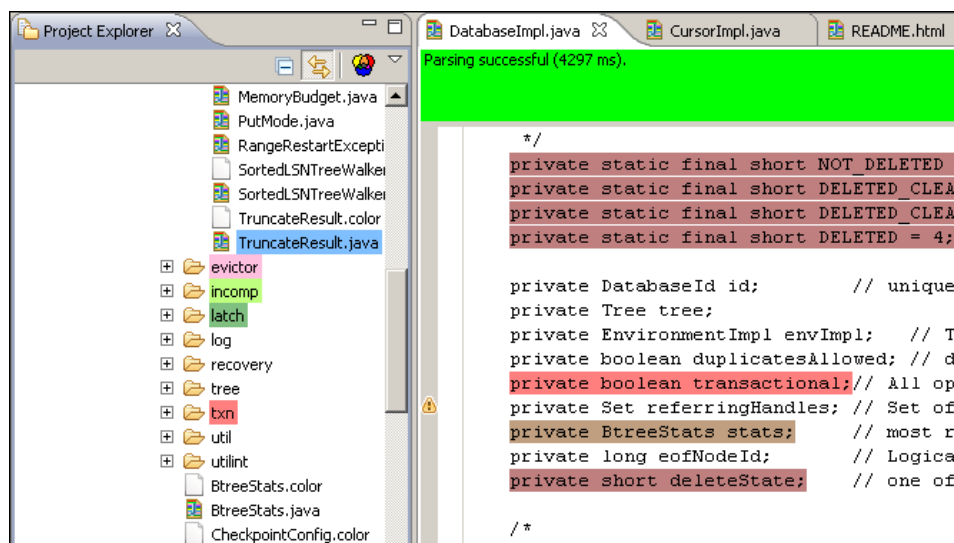 Project Explorer
DatabaseImpl.java
CursorImpl.java
README.html
Parsing successful (4297 ms).
MemoryBudget.java
PutMode.java
RangeRestartExcepti
SortedLSNTreeWalker
SortedLSNTreeWalker
TruncateResult.color
TruncateResult.java
evictor
incomp
latch
log
recovery
tree
txn
util
utilint
BtreeStats.color
BtreeStats.java
CheckpointConfig.color
*/
private static final short NOT_DELETED
private static final short DELETED_CLEA
private static final short DELETED_CLEA
private static final short DELETED = 4;
private DatabaseId id; // unique
private Tree tree;
private EnvironmentImpl envImpl; // T
private boolean duplicatesAllowed; // d
private boolean transactional;// All op
private Set referringHandles; // Set of
private BtreeStats stats; // most r
private long eofNodeId; // Logica
private short deleteState; // one of
/*